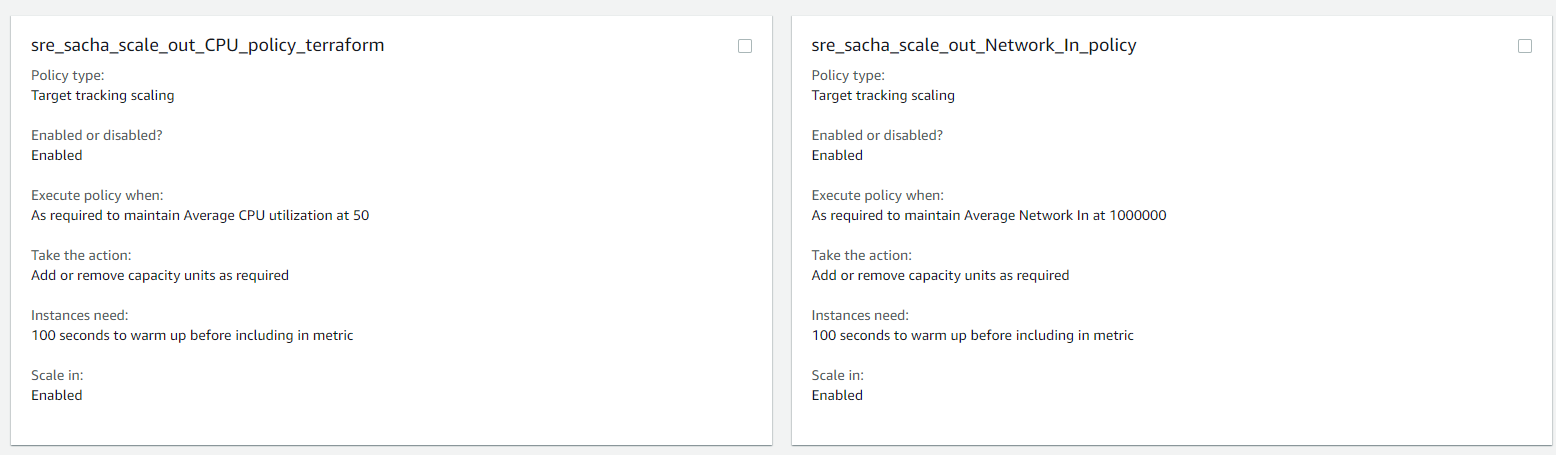 sre_sacha_scale_out_CPU_policy_terraform
Policy type:
Target tracking scaling
Enabled or disabled?
Enabled
Execute policy when:
As required to maintain Average CPU utilization at 50
Take the action:
Add or remove capacity units as required
Instances need:
100 seconds to warm up before including in metric
Scale in:
Enabled
sre_sacha_scale_out_Network_In_policy
Policy type:
Target tracking scaling
Enabled or disabled?
Enabled
Execute policy when:
As required to maintain Average Network In at 1000000
Take the action:
Add or remove capacity units as required
Instances need:
100 seconds to warm up before including in metric
Scale in:
Enabled